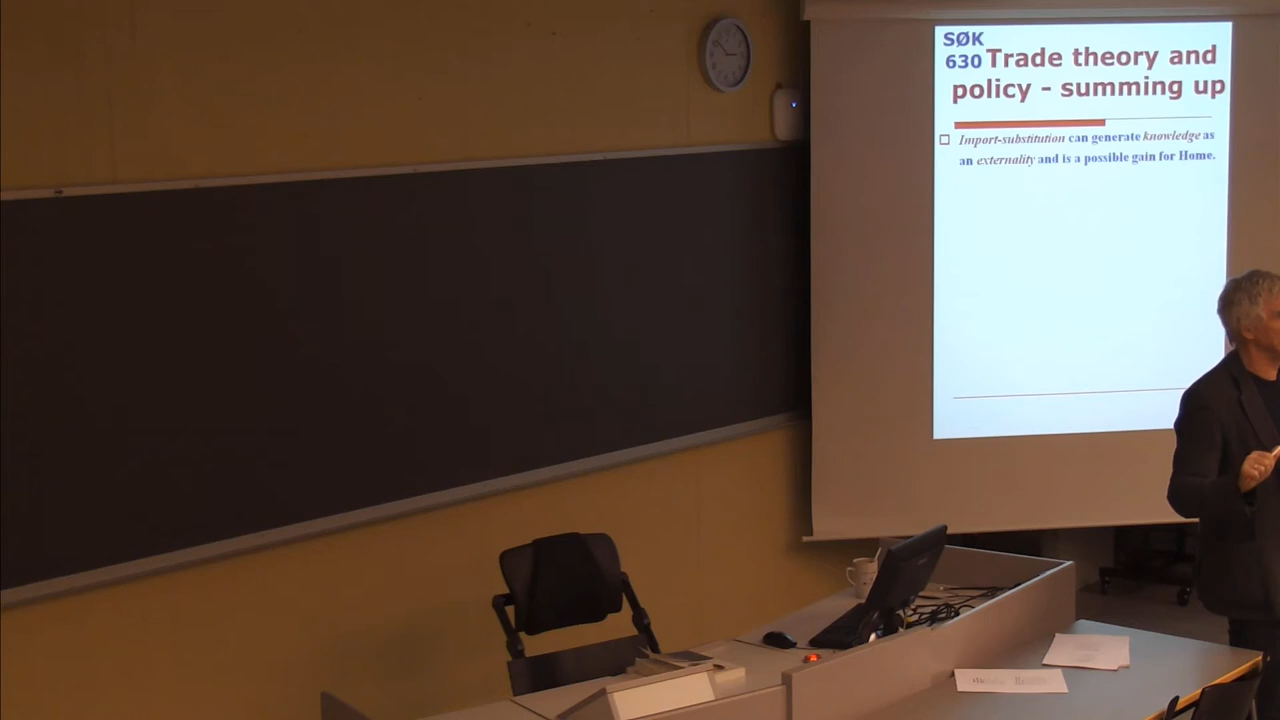 SØK
630 Trade theory and
policy - summing up
Import-substitution can generate knowledge as
an externality and is a possible gain for Home.